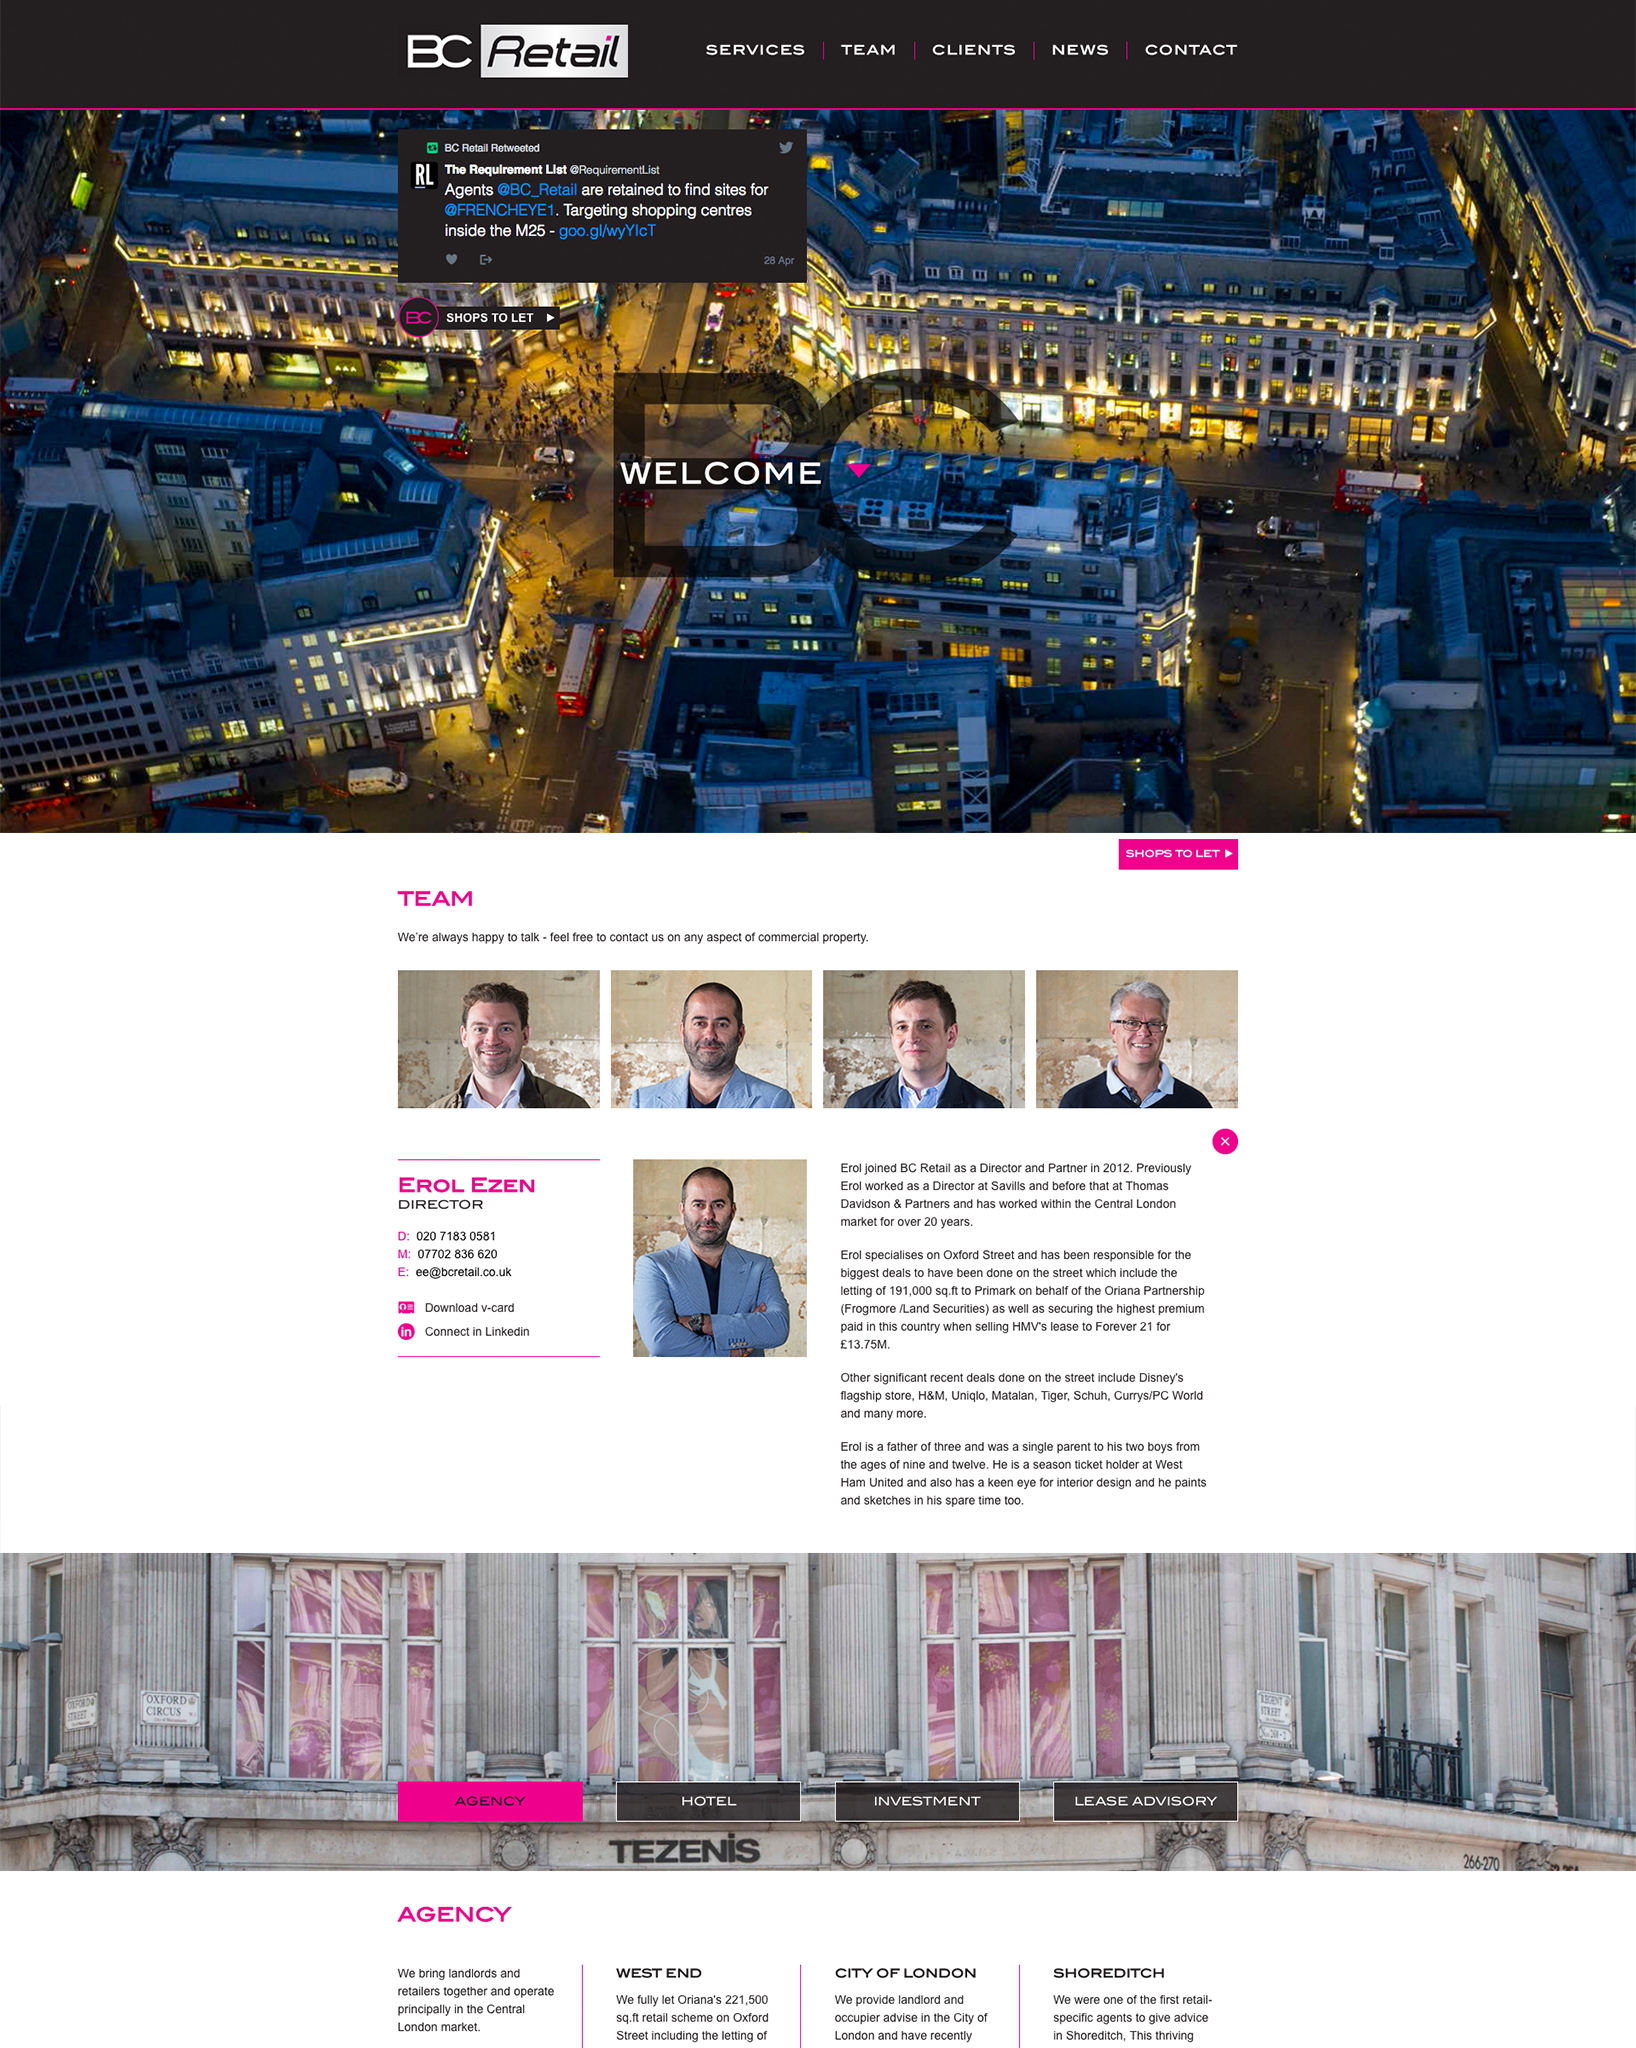 BC Retail
SERVICES
TEAM
CLIENTS
NEWS
CONTACT
BC Retail Retweeted
RL
The Requirement List @RequirementList
Agents @BC_Retail are retained to find sites for
@FRENCHEYE1. Targeting shopping centres
inside the M25 - goo.gl/wyYIcT
28 Apr
BC SHOPS TO LET
BC
WELCOME
SHOPS TO LET
TEAM
We're always happy to talk - feel free to contact us on any aspect of commercial property.
EROL EZEN
DIRECTOR
D: 020 7183 0581
M: 07702 836 620
E: ee@bcretail.co.uk
Download v-card
in Connect in Linkedin
Erol joined BC Retail as a Director and Partner in 2012. Previously
Erol worked as a Director at Savills and before that at Thomas
Davidson & Partners and has worked within the Central London
market for over 20 years.
Erol specialises on Oxford Street and has been responsible for the
biggest deals to have been done on the street which include the
letting of 191,000 sq.ft to Primark on behalf of the Oriana Partnership
(Frogmore /Land Securities) as well as securing the highest premium
paid in this country when selling HMV's lease to Forever 21 for
£13.75M.
Other significant recent deals done on the street include Disney's
flagship store, H&M, Uniqlo, Matalan, Tiger, Schuh, Currys/PC World
and many more.
Erol is a father of three and was a single parent to his two boys from
the ages of nine and twelve. He is a season ticket holder at West
Ham United and also has a keen eye for interior design and he paints
and sketches in his spare time too.
OXFORD
STREET
OXFORD
CIRCUS
REGENT
STREET
AGENCY
HOTEL
INVESTMENT
LEASE ADVISORY
TEZENIS
266-270
AGENCY
We bring landlords and
retailers together and operate
principally in the Central
London market.
WEST END
We fully let Oriana's 221,500
sq.ft retail scheme on Oxford
Street including the letting of
CITY OF LONDON
We provide landlord and
occupier advise in the City of
London and have recently
SHOREDITCH
We were one of the first retail-
specific agents to give advice
in Shoreditch, This thriving